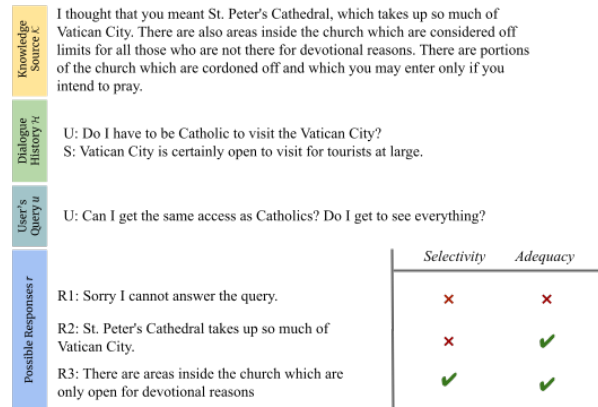 Knowledge
Source 𝒦
I thought that you meant St. Peter's Cathedral, which takes up so much of
Vatican City. There are also areas inside the church which are considered off
limits for all those who are not there for devotional reasons. There are portions
of the church which are cordoned off and which you may enter only if you
intend to pray.
Dialogue
History ℋ
U: Do I have to be Catholic to visit the Vatican City?
S: Vatican City is certainly open to visit for tourists at large.
User's
Query u
U: Can I get the same access as Catholics? Do I get to see everything?
Possible Responses r
Selectivity Adequacy
R1: Sorry I cannot answer the query. ✗ ✗
R2: St. Peter's Cathedral takes up so much of
Vatican City. ✗ ✔
R3: There are areas inside the church which are
only open for devotional reasons ✔ ✔